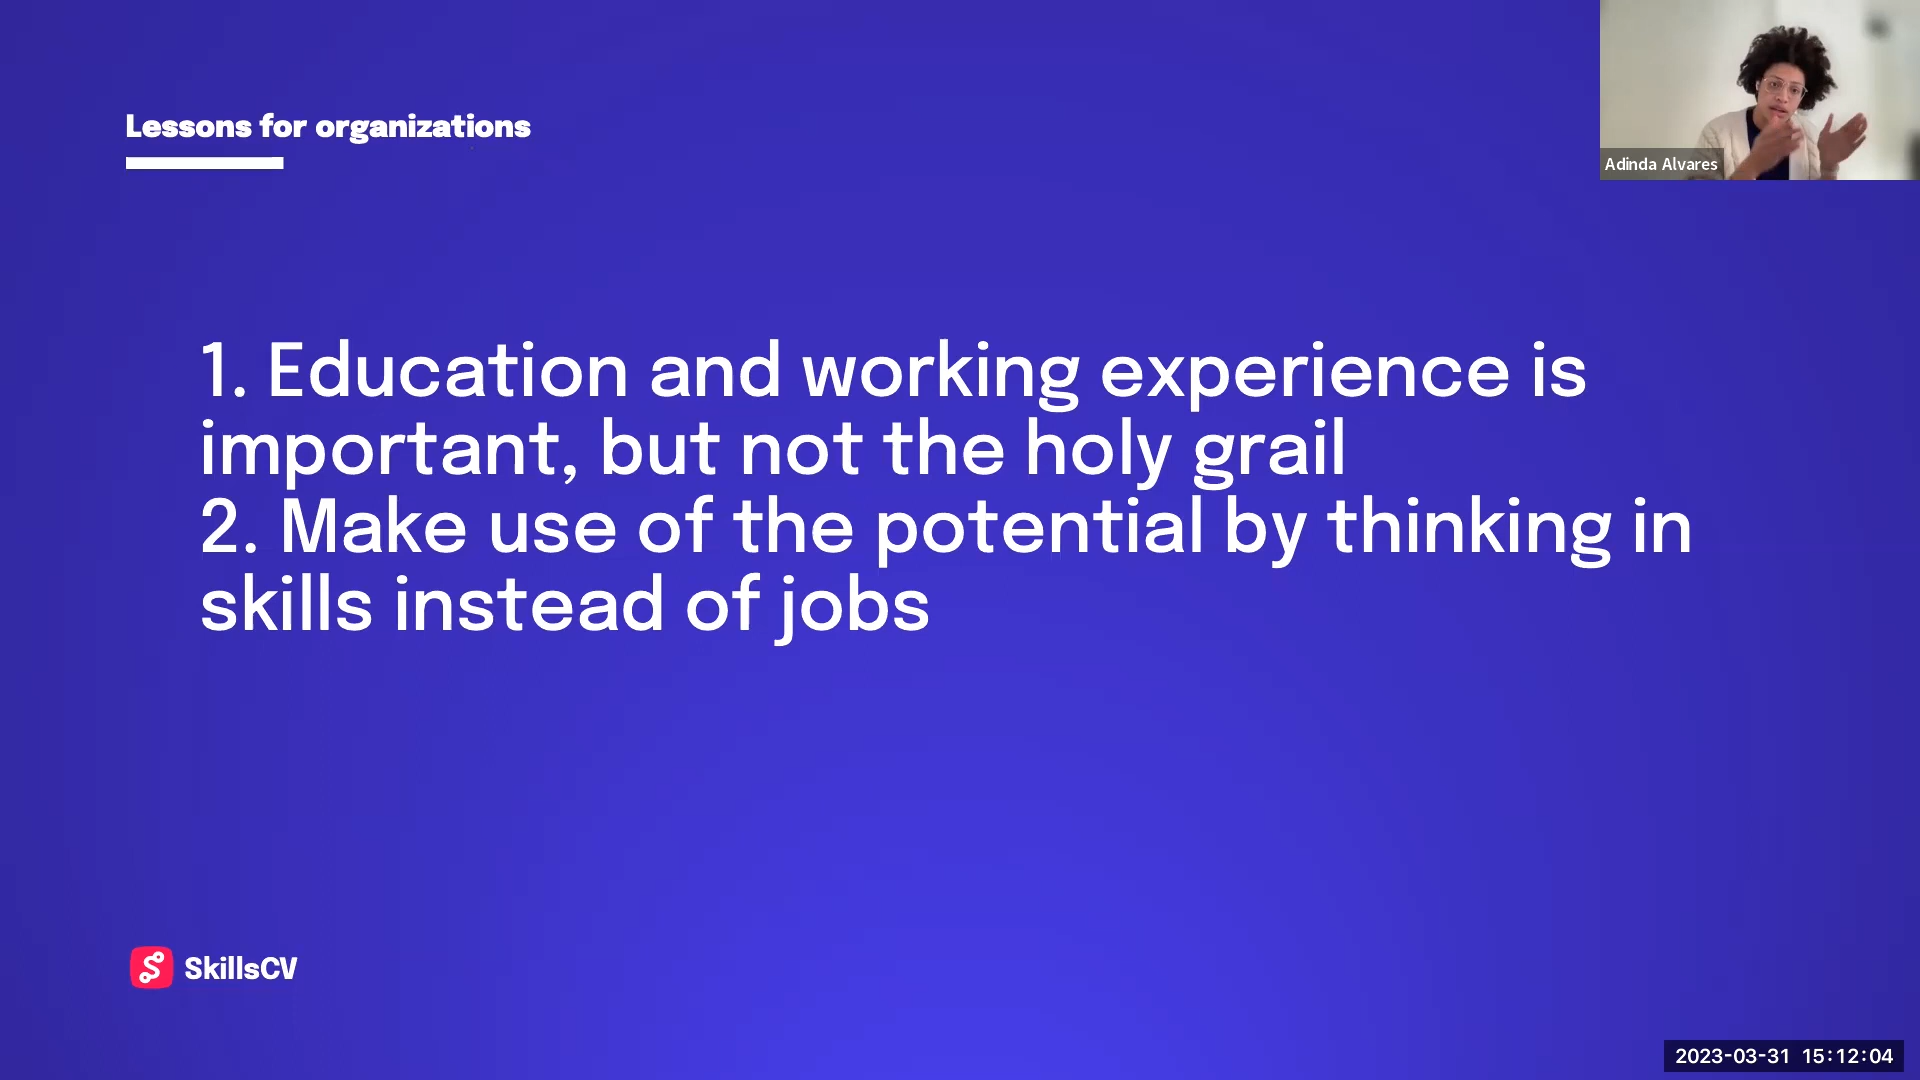 Lessons for organizations
Adinda Alvares
1. Education and working experience is
important, but not the holy grail
2. Make use of the potential by thinking in
skills instead of jobs
SkillsCV
2023-03-31 15:12:04